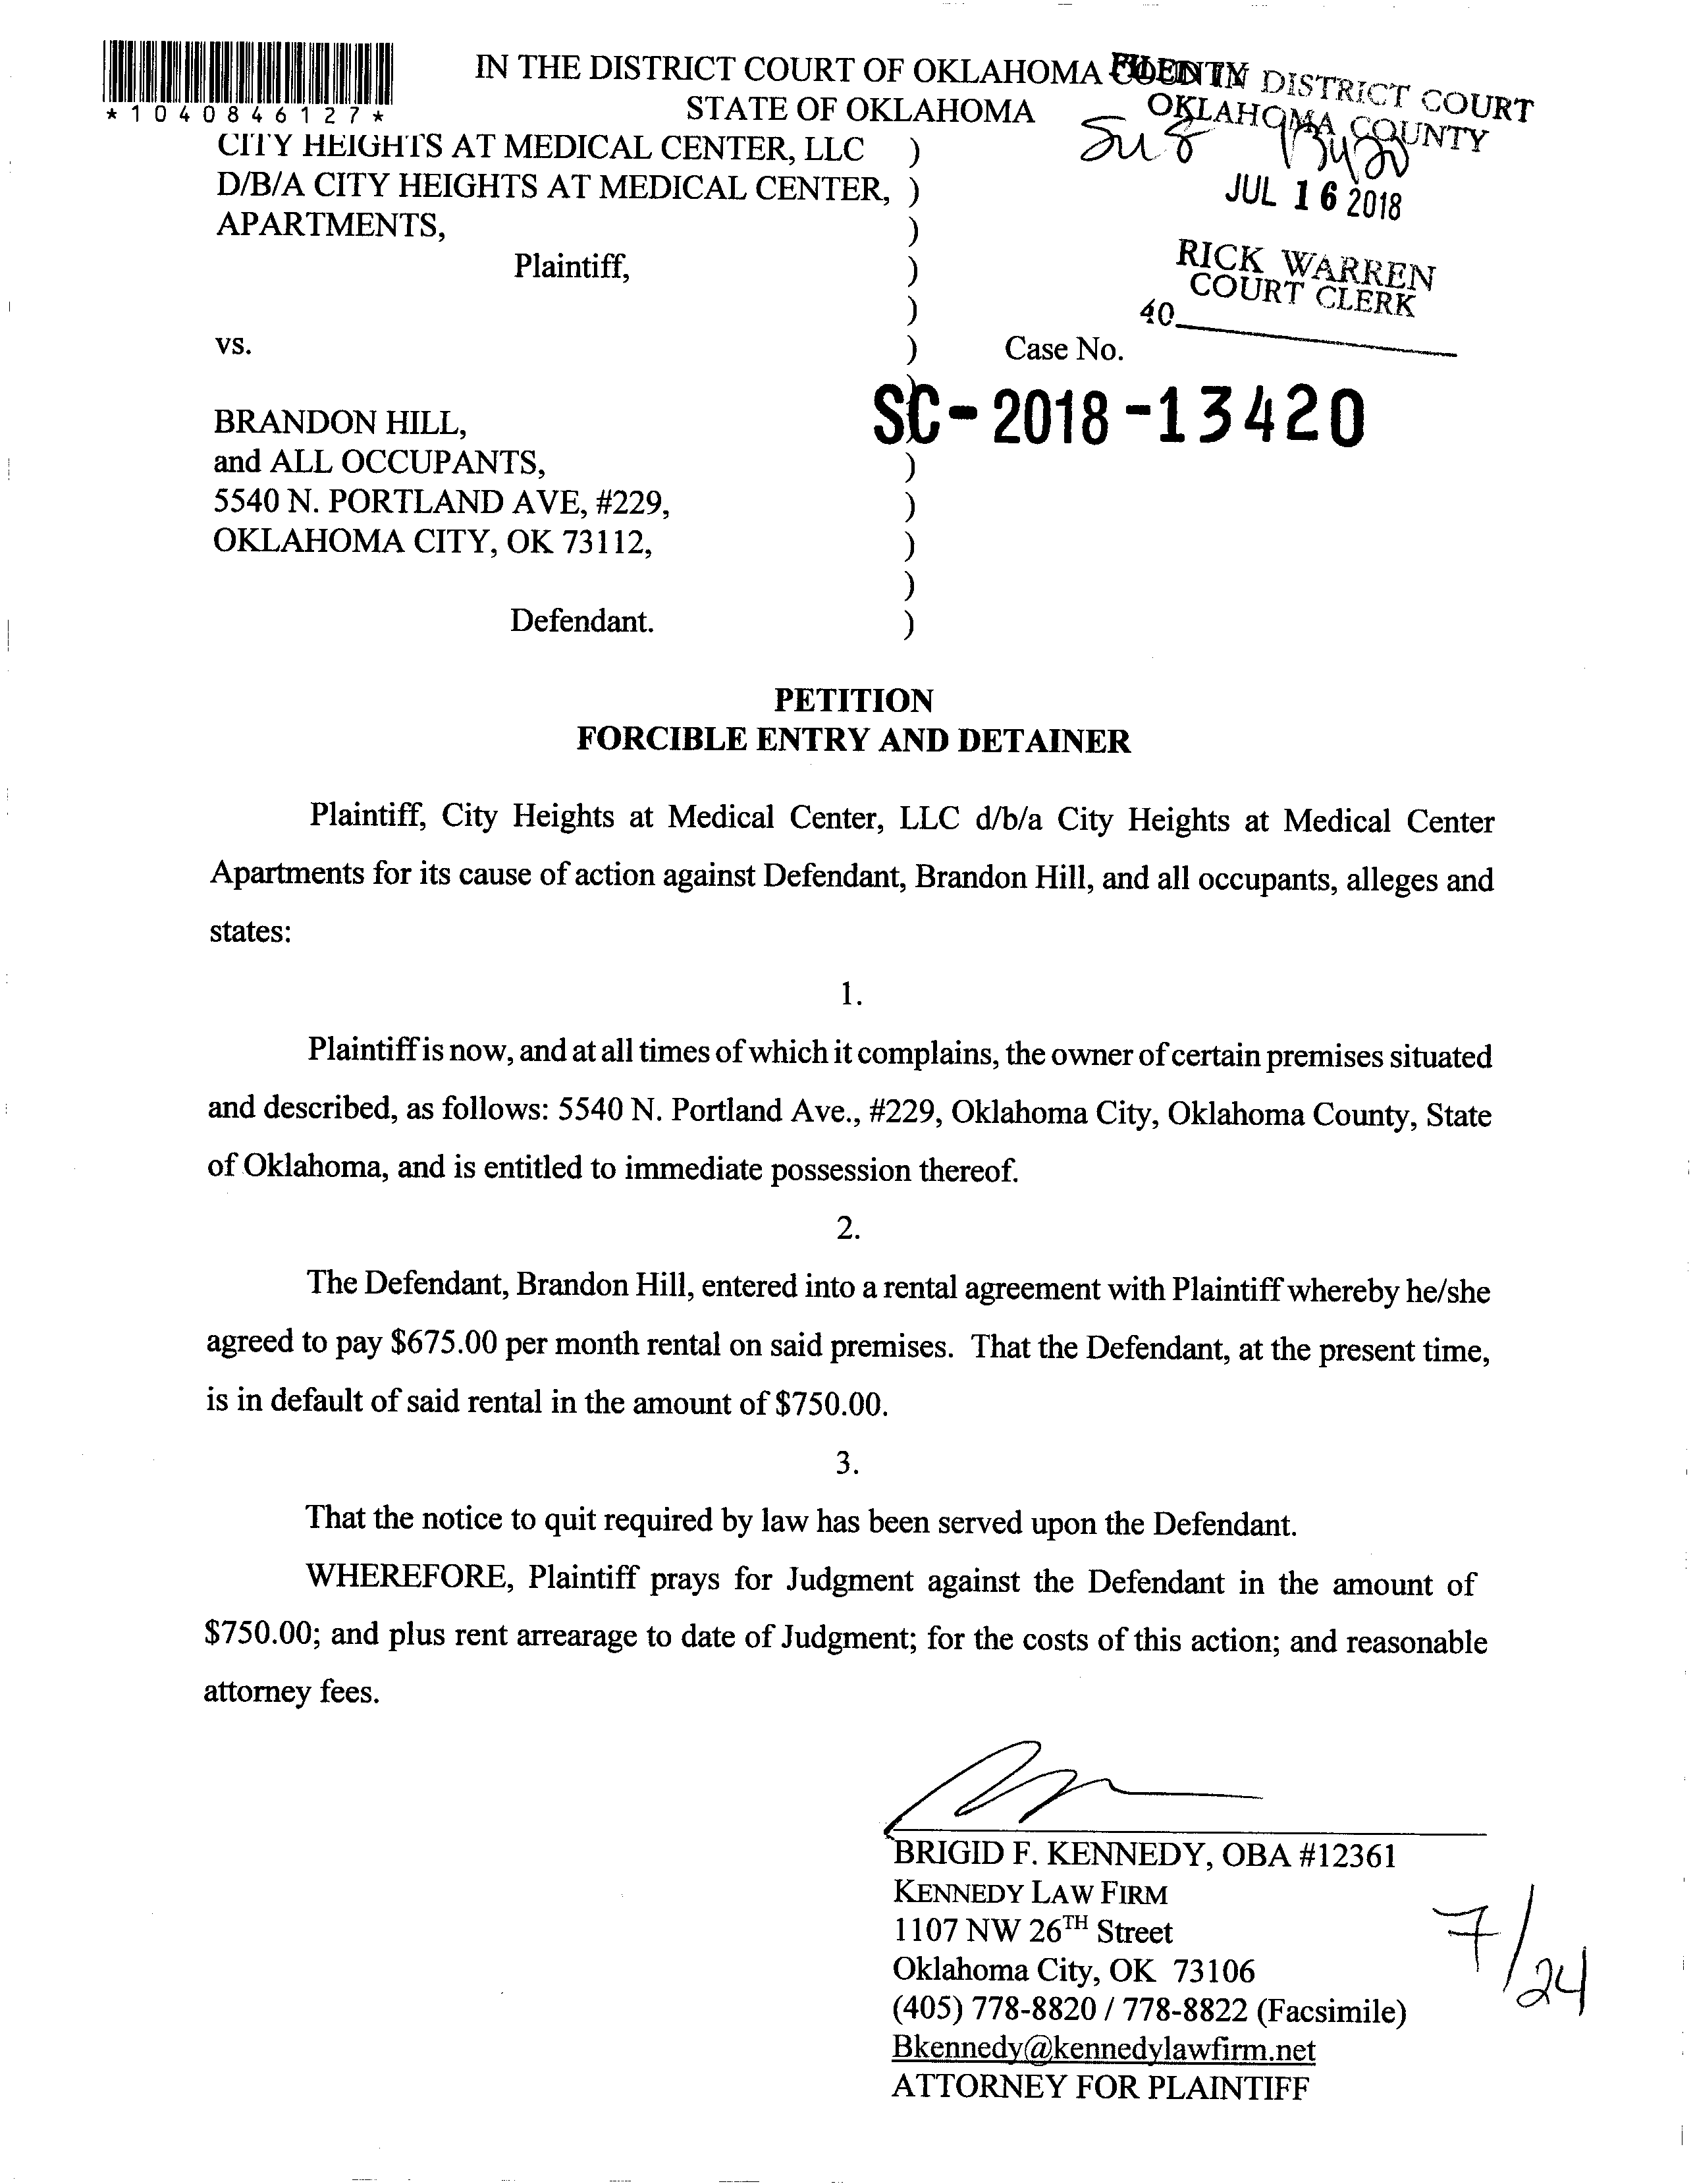 IN THE DISTRICT COURT OF OKLAHOMA COUNTY
STATE OF OKLAHOMA
FILED IN DISTRICT COURT
OKLAHOMA COUNTY
JUL 16 2018
RICK WARREN
COURT CLERK
40
*1040846127*
CITY HEIGHTS AT MEDICAL CENTER, LLC )
D/B/A CITY HEIGHTS AT MEDICAL CENTER, )
APARTMENTS, )
Plaintiff, )
)
vs. ) Case No.
)
SC-2018-13420
BRANDON HILL,
and ALL OCCUPANTS, )
5540 N. PORTLAND AVE, #229, )
OKLAHOMA CITY, OK 73112, )
)
Defendant. )
PETITION
FORCIBLE ENTRY AND DETAINER
Plaintiff, City Heights at Medical Center, LLC d/b/a City Heights at Medical Center
Apartments for its cause of action against Defendant, Brandon Hill, and all occupants, alleges and
states:
1.
Plaintiff is now, and at all times of which it complains, the owner of certain premises situated
and described, as follows: 5540 N. Portland Ave., #229, Oklahoma City, Oklahoma County, State
of Oklahoma, and is entitled to immediate possession thereof.
2.
The Defendant, Brandon Hill, entered into a rental agreement with Plaintiff whereby he/she
agreed to pay $675.00 per month rental on said premises. That the Defendant, at the present time,
is in default of said rental in the amount of $750.00.
3.
That the notice to quit required by law has been served upon the Defendant.
WHEREFORE, Plaintiff prays for Judgment against the Defendant in the amount of
$750.00; and plus rent arrearage to date of Judgment; for the costs of this action; and reasonable
attorney fees.
BRIGID F. KENNEDY, OBA #12361
KENNEDY LAW FIRM
1107 NW 26TH Street
Oklahoma City, OK 73106
(405) 778-8820 / 778-8822 (Facsimile)
Bkennedy@kennedylawfirm.net
ATTORNEY FOR PLAINTIFF
7/24